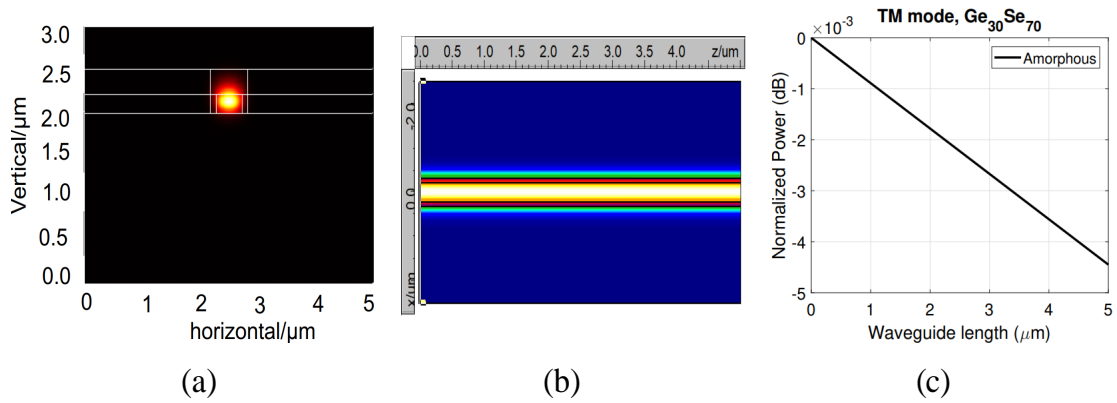 3.0
2.5
2.0
1.5
1.0
0.5
0.0
Vertical/μm
0 1 2 3 4 5
horizontal/μm
(a)
0.0 0.5 1.0 1.5 2.0 2.5 3.0 3.5 4.0 z/um
-2.0
0.0
x/um
(b)
×10⁻³ TM mode, Ge₃₀Se₇₀
Amorphous
0
-1
-2
-3
-4
-5
Normalized Power (dB)
0 1 2 3 4 5
Waveguide length (μm)
(c)